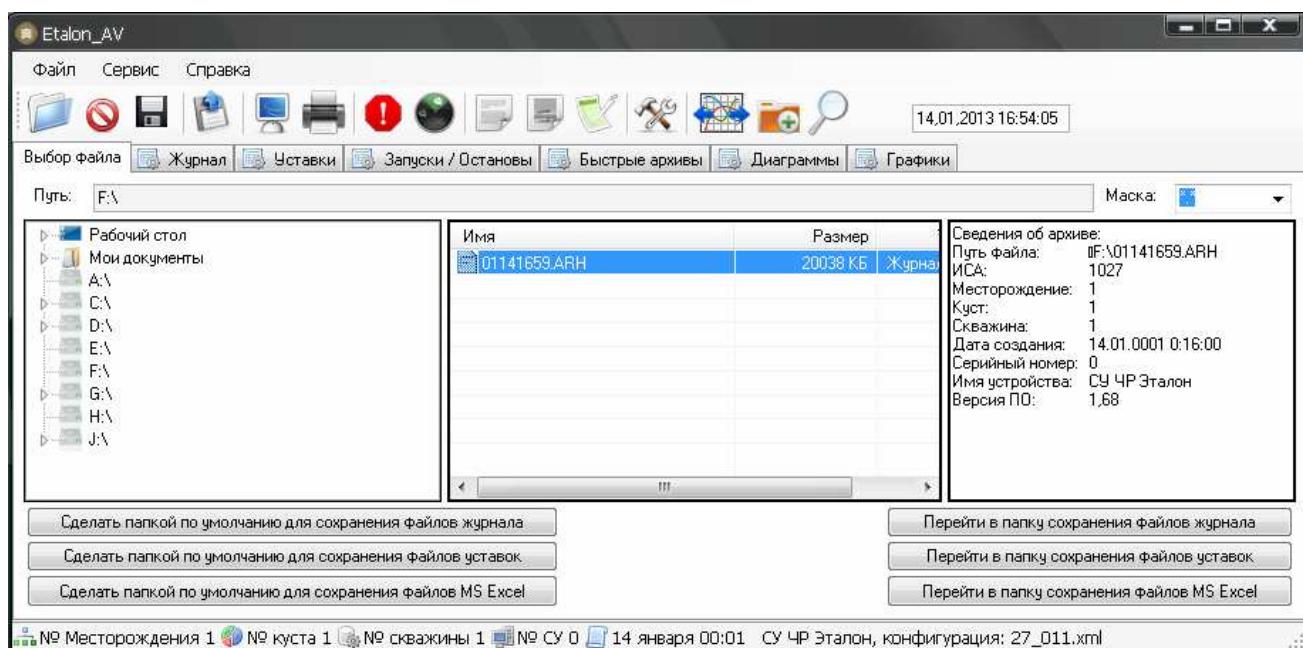 Etalon_AV
Файл Сервис Справка
14,01,2013 16:54:05
Выбор файла Журнал Уставки Запуски / Остановы Быстрые архивы Диаграммы Графики
Путь: F:\ Маска: *.*
Рабочий стол
Мои документы
A:\
C:\
D:\
E:\
F:\
G:\
H:\
J:\
Имя Размер
01141659.ARH 20038 КБ Журнал
Сведения об архиве:
Путь файла: F:\01141659.ARH
ИСА: 1027
Месторождение: 1
Куст: 1
Скважина: 1
Дата создания: 14.01.0001 0:16:00
Серийный номер: 0
Имя устройства: СУ ЧР Эталон
Версия ПО: 1,68
Сделать папкой по умолчанию для сохранения файлов журнала
Перейти в папку сохранения файлов журнала
Сделать папкой по умолчанию для сохранения файлов уставок
Перейти в папку сохранения файлов уставок
Сделать папкой по умолчанию для сохранения файлов MS Excel
Перейти в папку сохранения файлов MS Excel
№ Месторождения 1 № куста 1 № скважины 1 № СУ 0 14 января 00:01 СУ ЧР Эталон, конфигурация: 27_011.xml